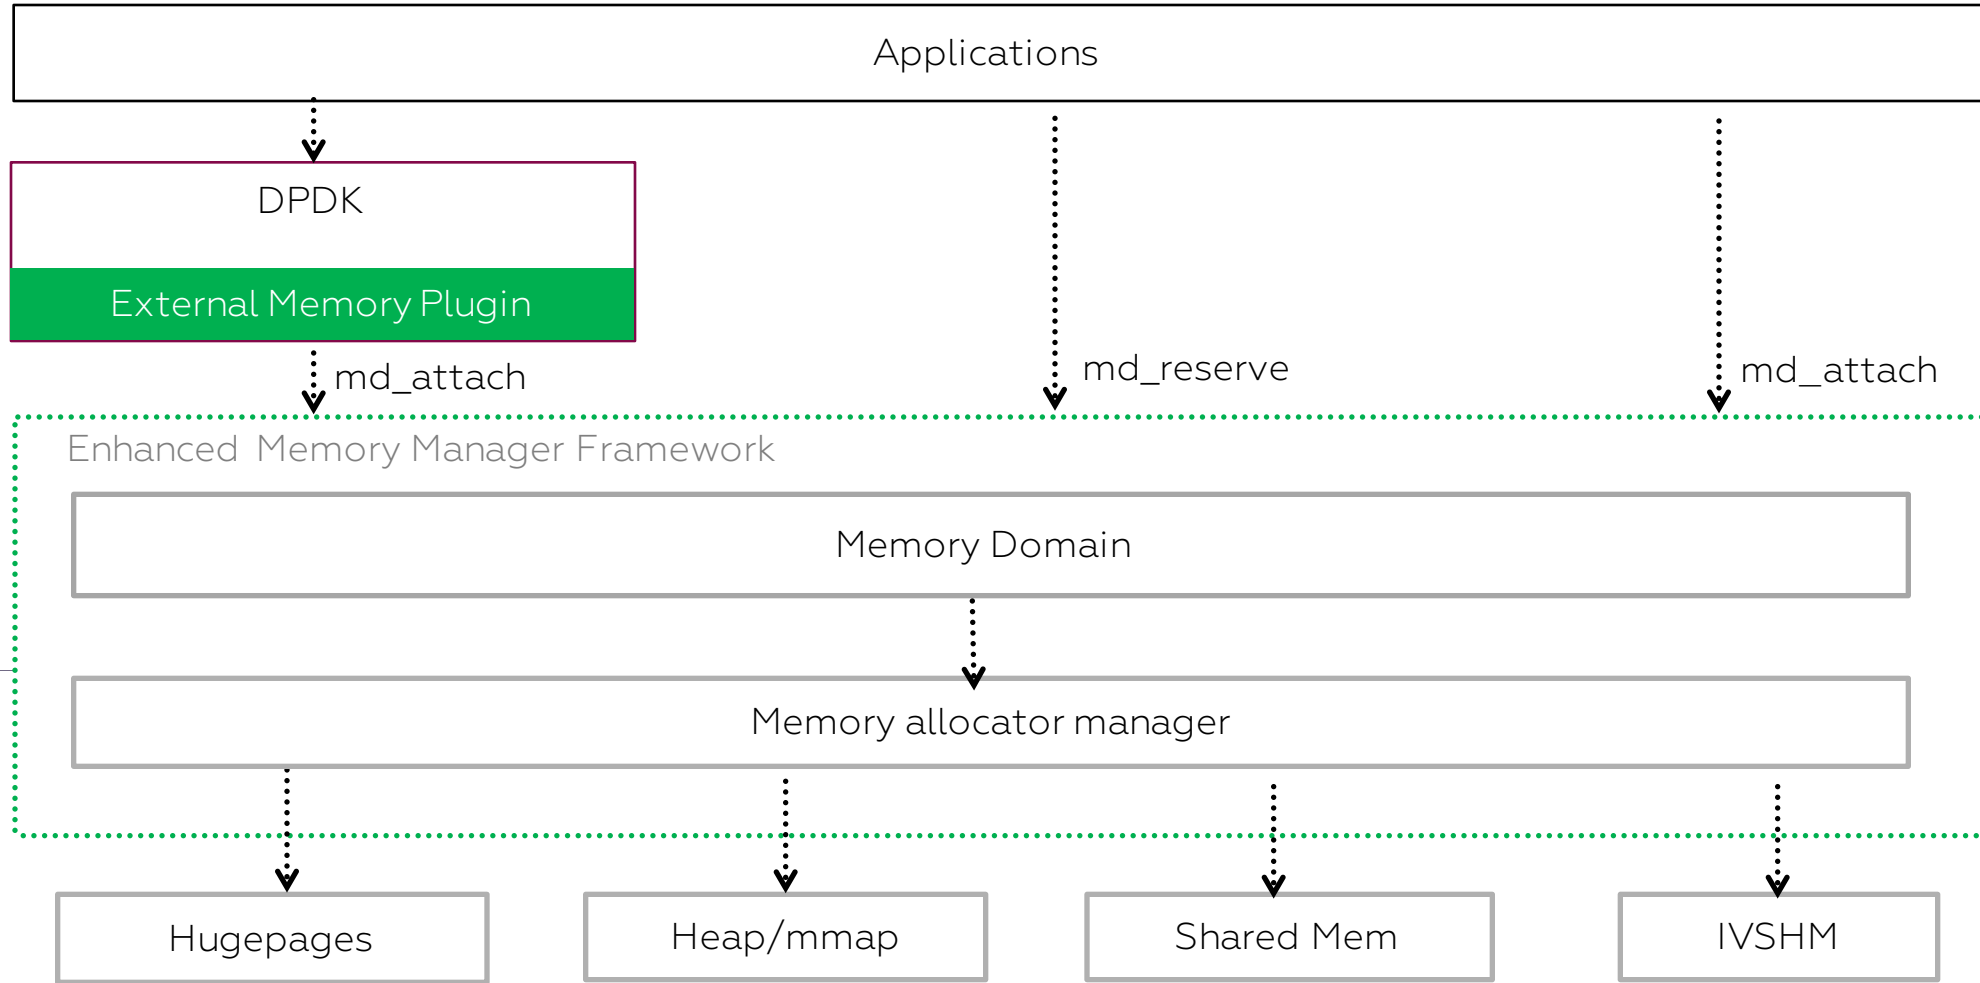 Applications
DPDK
External Memory Plugin
md_attach
md_reserve
md_attach
Enhanced Memory Manager Framework
Memory Domain
Memory allocator manager
Hugepages
Heap/mmap
Shared Mem
IVSHM